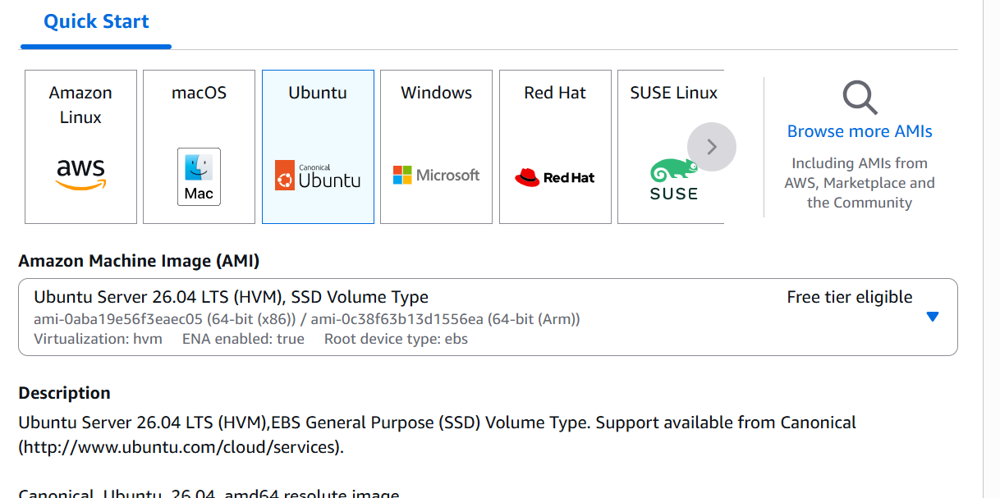 Quick Start
Amazon
Linux
macOS
Ubuntu
Windows
Red Hat
SUSE Linux
aws
Mac
Canonical
Ubuntu
Microsoft
Red Hat
SUSE
Browse more AMIs
Including AMIs from
AWS, Marketplace and
the Community
Amazon Machine Image (AMI)
Ubuntu Server 26.04 LTS (HVM), SSD Volume Type
Free tier eligible
ami-0aba19e56f3eaec05 (64-bit (x86)) / ami-0c38f63b13d1556ea (64-bit (Arm))
Virtualization: hvm ENA enabled: true Root device type: ebs
Description
Ubuntu Server 26.04 LTS (HVM),EBS General Purpose (SSD) Volume Type. Support available from Canonical
(http://www.ubuntu.com/cloud/services).
Canonical, Ubuntu, 26.04, amd64 resolute image